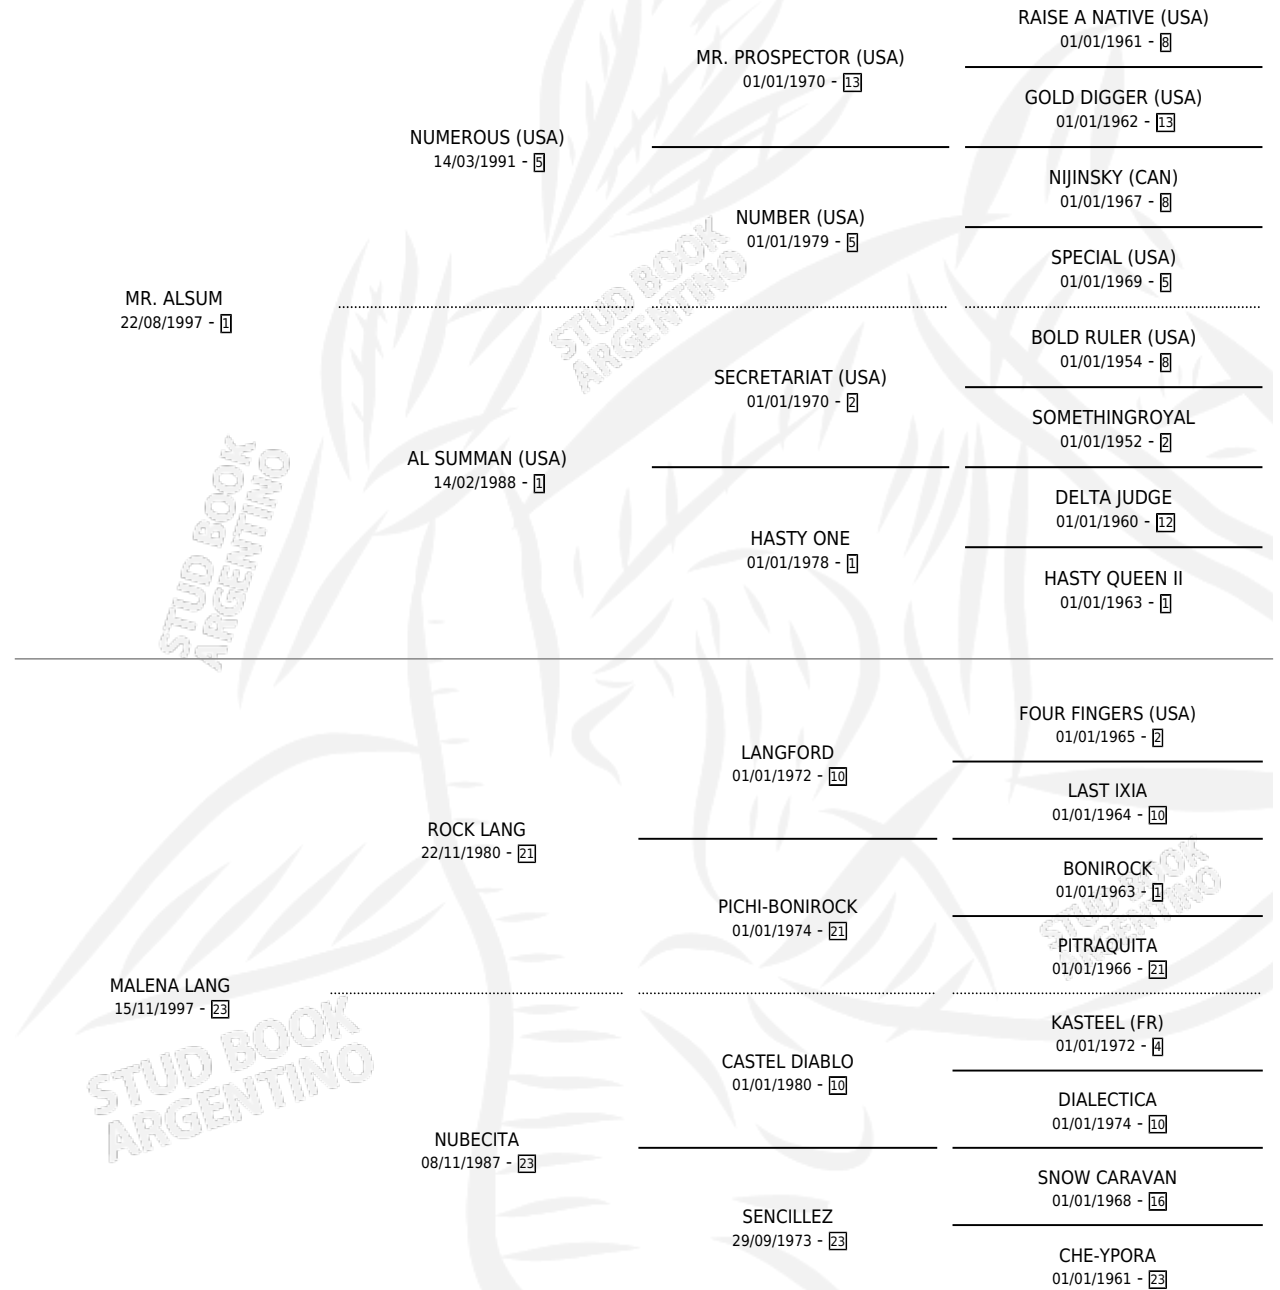 RAISE A NATIVE (USA)
01/01/1961 - 8
MR. PROSPECTOR (USA)
01/01/1970 - 13
GOLD DIGGER (USA)
01/01/1962 - 13
NUMEROUS (USA)
14/03/1991 - 5
NIJINSKY (CAN)
01/01/1967 - 8
NUMBER (USA)
01/01/1979 - 5
SPECIAL (USA)
01/01/1969 - 5
MR. ALSUM
22/08/1997 - 1
BOLD RULER (USA)
01/01/1954 - 8
SECRETARIAT (USA)
01/01/1970 - 2
SOMETHINGROYAL
01/01/1952 - 2
AL SUMMAN (USA)
14/02/1988 - 1
DELTA JUDGE
01/01/1960 - 12
HASTY ONE
01/01/1978 - 1
HASTY QUEEN II
01/01/1963 - 1
FOUR FINGERS (USA)
01/01/1965 - 2
LANGFORD
01/01/1972 - 10
LAST IXIA
01/01/1964 - 10
ROCK LANG
22/11/1980 - 21
BONIROCK
01/01/1963 - 1
PICHI-BONIROCK
01/01/1974 - 21
PITRAQUITA
01/01/1966 - 21
MALENA LANG
15/11/1997 - 23
KASTEEL (FR)
01/01/1972 - 4
CASTEL DIABLO
01/01/1980 - 10
DIALECTICA
01/01/1974 - 10
NUBECITA
08/11/1987 - 23
SNOW CARAVAN
01/01/1968 - 16
SENCILLEZ
29/09/1973 - 23
CHE-YPORA
01/01/1961 - 23
STUD BOOK
ARGENTINO
STUD BOOK
ARGENTINO
STUD BOOK
ARGENTINO
STUD BOOK
ARGENTINO